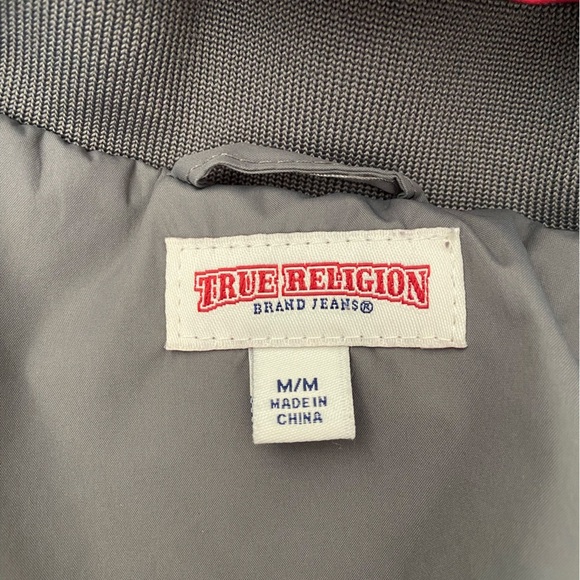 TRUE RELIGION
BRAND JEANS®
M/M
MADE IN
CHINA